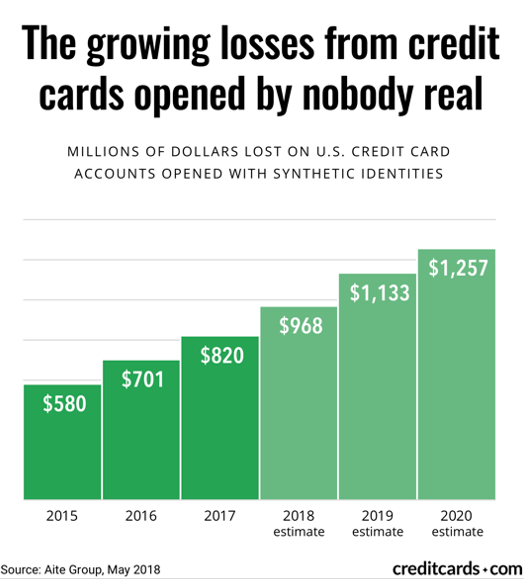 The growing losses from credit
cards opened by nobody real
MILLIONS OF DOLLARS LOST ON U.S. CREDIT CARD
ACCOUNTS OPENED WITH SYNTHETIC IDENTITIES
$580
$701
$820
$968
$1,133
$1,257
2015
2016
2017
2018
estimate
2019
estimate
2020
estimate
Source: Aite Group, May 2018
creditcards•com